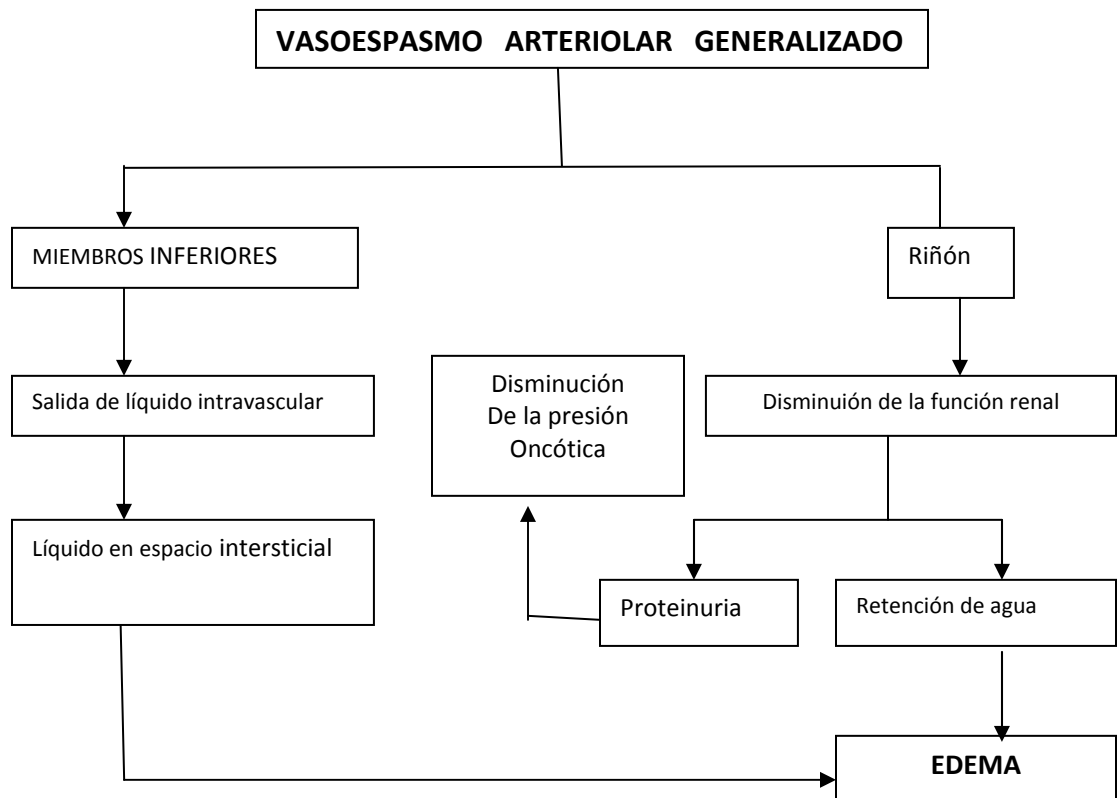 VASOESPASMO ARTERIOLAR GENERALIZADO
MIEMBROS INFERIORES
Riñón
Salida de líquido intravascular
Disminución
De la presión
Oncótica
Disminuión de la función renal
Líquido en espacio intersticial
Proteinuria
Retención de agua
EDEMA